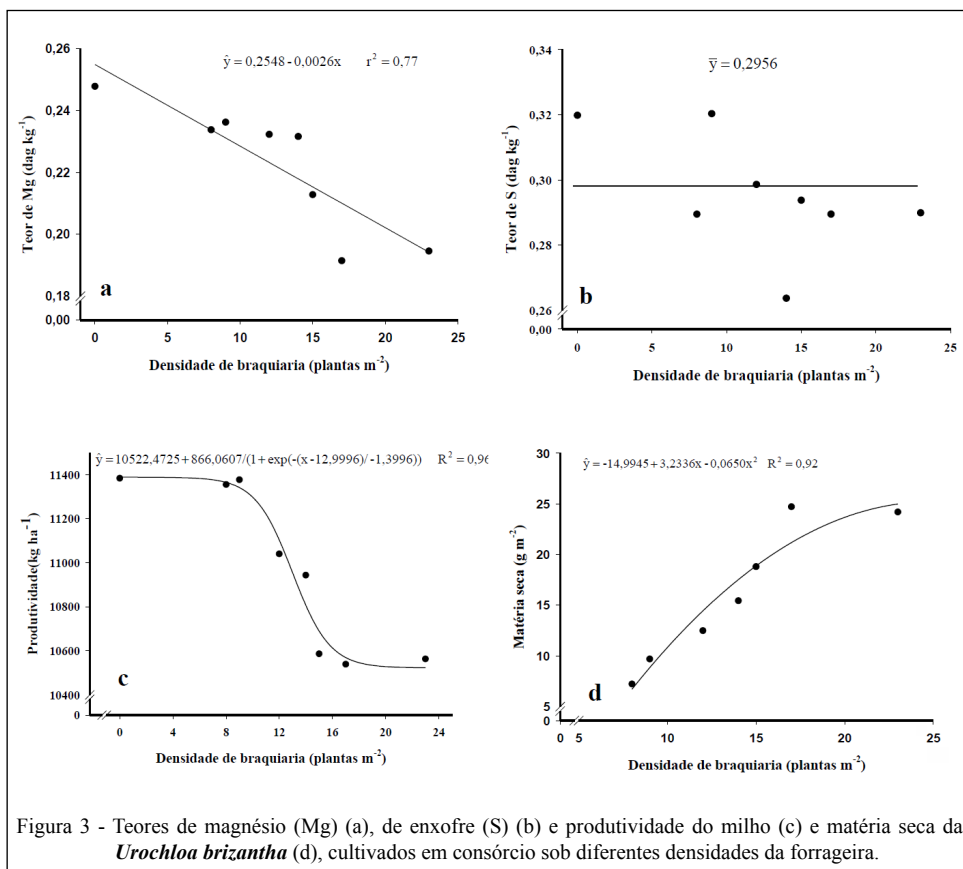 0,26
0,24
0,22
0,20
0,18
0,00
Teor de Mg (dag kg⁻¹)
ŷ = 0,2548 - 0,0026x r² = 0,77
a
0 5 10 15 20 25
Densidade de braquiaria (plantas m⁻²)
0,34
0,32
0,30
0,28
0,26
0,00
Teor de S (dag kg⁻¹)
y̅ = 0,2956
b
0 5 10 15 20 25
Densidade de braquiaria (plantas m⁻²)
ŷ =10522,4725+866,0607/(1+exp(-(x -12,9996)/ -1,3996)) R² = 0,96
11400
11200
11000
10800
10600
10400
0
Produtividade(kg ha⁻¹)
c
0 4 8 12 16 20 24
Densidade de braquiaria (plantas m⁻²)
ŷ = -14,9945+3,2336x -0,0650x² R² = 0,92
30
25
20
15
10
5
0
Matéria seca (g m⁻²)
d
0 5 10 15 20 25
Densidade de braquiaria (plantas m⁻²)
Figura 3 - Teores de magnésio (Mg) (a), de enxofre (S) (b) e produtividade do milho (c) e matéria seca da
Urochloa brizantha (d), cultivados em consórcio sob diferentes densidades da forrageira.